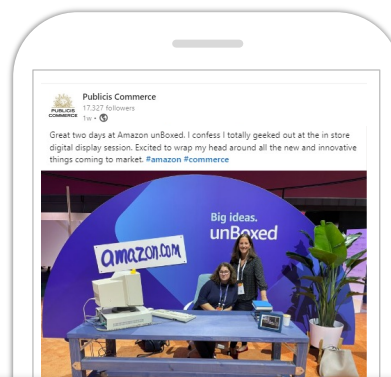 Publicis Commerce
PUBLICIS
COMMERCE
17,327 followers
1w •
Great two days at Amazon unBoxed. I confess I totally geeked out at the in store
digital display session. Excited to wrap my head around all the new and innovative
things coming to market. #amazon #commerce
Big ideas.
unBoxed
amazon.com